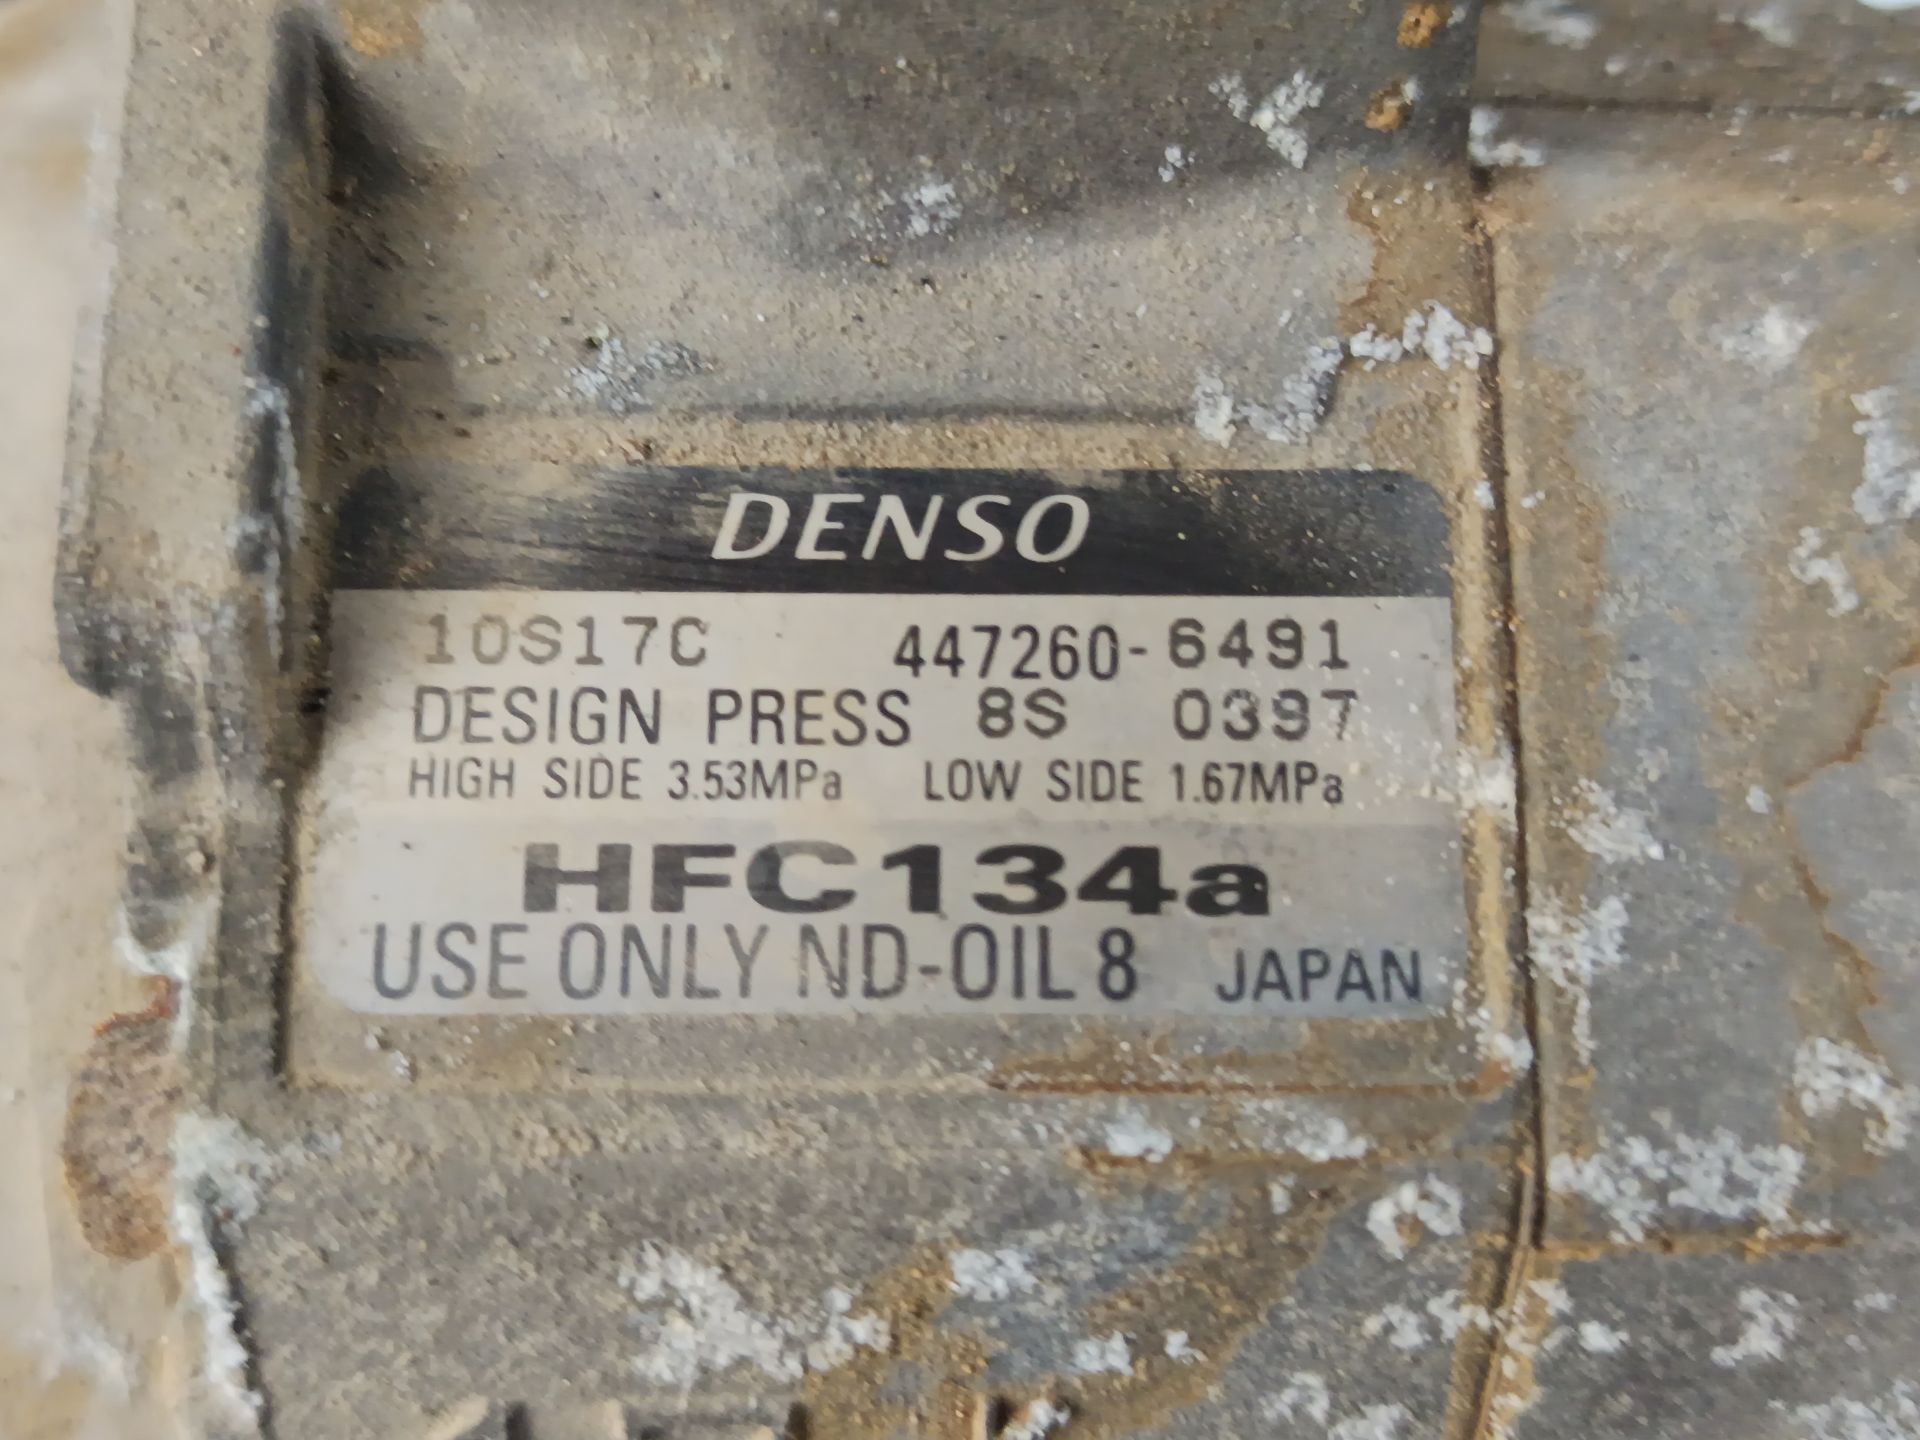 DENSO
10S17C 447260-6491
DESIGN PRESS 8S 0397
HIGH SIDE 3.53MPa LOW SIDE 1.67MPa
HFC134a
USE ONLY ND-OIL 8 JAPAN